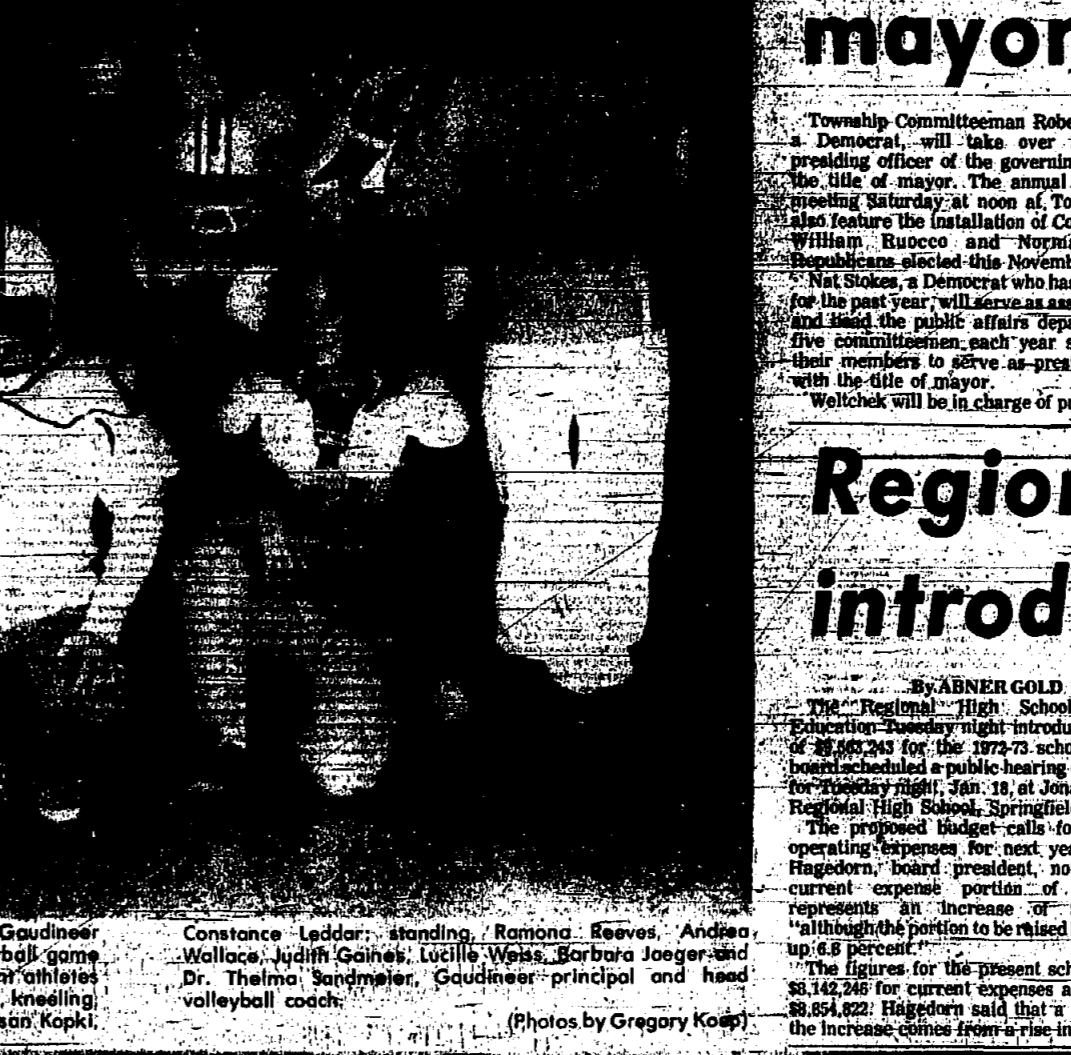 Gaudineer
ball game
athletes
kneeling
san Kopki,
Constance Leddar; standing, Ramona Reeves, Andrea
Wallace, Judith Gaines, Lucille Weiss, Barbara Jaeger and
Dr. Thelma Sandmeier, Gaudineer principal and head
volleyball coach.
(Photos by Gregory Koep)
mayor
Township Committeeman Robe
a Democrat, will take over
presiding officer of the governin
the title of mayor. The annual
meeting Saturday at noon at To
also feature the installation of Co
William Ruocco and Norma
Republicans elected this Novemb
Nat Stokes, a Democrat who has
for the past year, will serve as ass
and head the public affairs depa
five committeemen each year s
their members to serve as pres
with the title of mayor.
Weltchek will be in charge of pu
Region
introd
By ABNER GOLD
The Regional High School
Education Tuesday night introdu
of $9,563,243 for the 1972-73 scho
board scheduled a public hearing
for Tuesday night, Jan. 18, at Jona
Regional High School, Springfiel
The proposed budget calls fo
operating expenses for next yea
Hagedorn, board president, no
current expense portion of
represents an increase of
"although the portion to be raised
up 6.8 percent."
The figures for the present sch
$8,142,246 for current expenses a
$8,854,822. Hagedorn said that a
the increase comes from a rise in